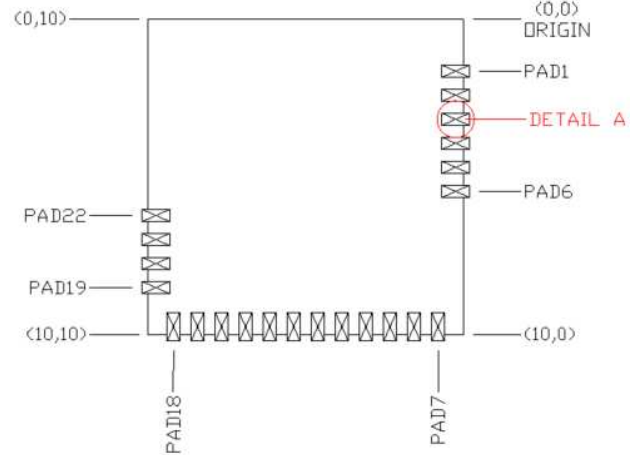 (0,10)
(0,0)
ORIGIN
PAD1
DETAIL A
PAD6
PAD22
PAD19
(10,10)
(10,0)
PAD18
PAD7